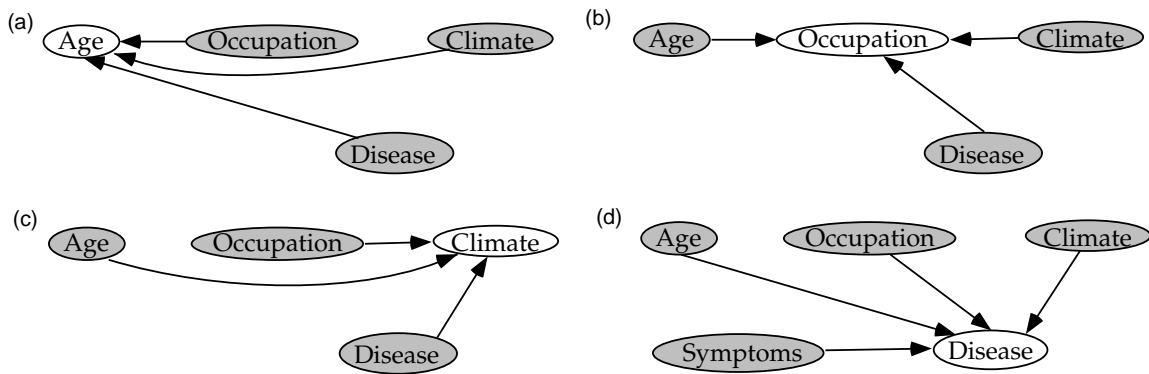 (a)
Age Occupation Climate
Disease
(b)
Age Occupation Climate
Disease
(c)
Age Occupation Climate
Disease
(d)
Age Occupation Climate
Symptoms Disease